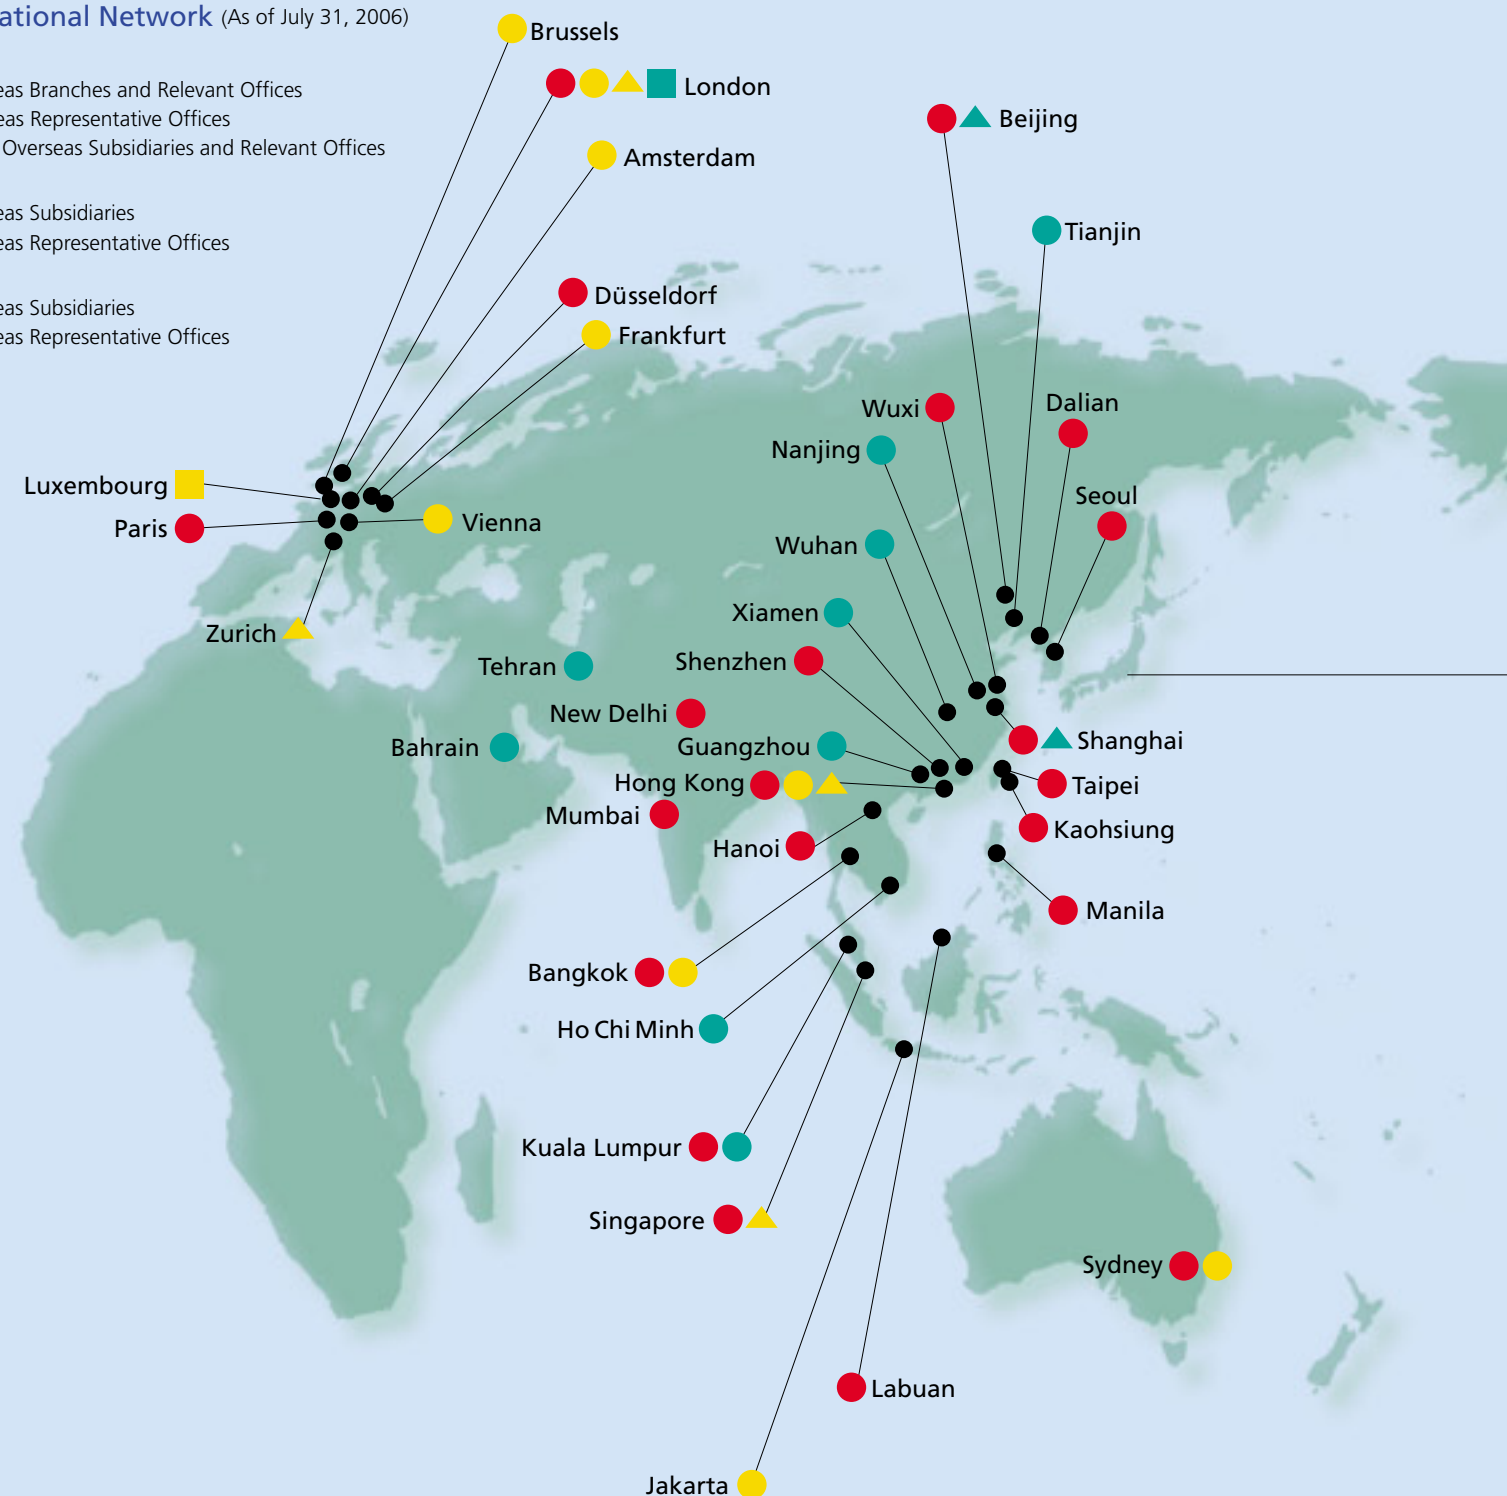 ational Network (As of July 31, 2006)
eas Branches and Relevant Offices
eas Representative Offices
Overseas Subsidiaries and Relevant Offices
eas Subsidiaries
eas Representative Offices
eas Subsidiaries
eas Representative Offices
Brussels
London
Beijing
Amsterdam
Tianjin
Düsseldorf
Frankfurt
Wuxi
Dalian
Nanjing
Luxembourg
Seoul
Paris
Vienna
Wuhan
Xiamen
Zurich
Tehran
Shenzhen
New Delhi
Bahrain
Guangzhou
Shanghai
Hong Kong
Taipei
Mumbai
Kaohsiung
Hanoi
Manila
Bangkok
Ho Chi Minh
Kuala Lumpur
Singapore
Sydney
Labuan
Jakarta